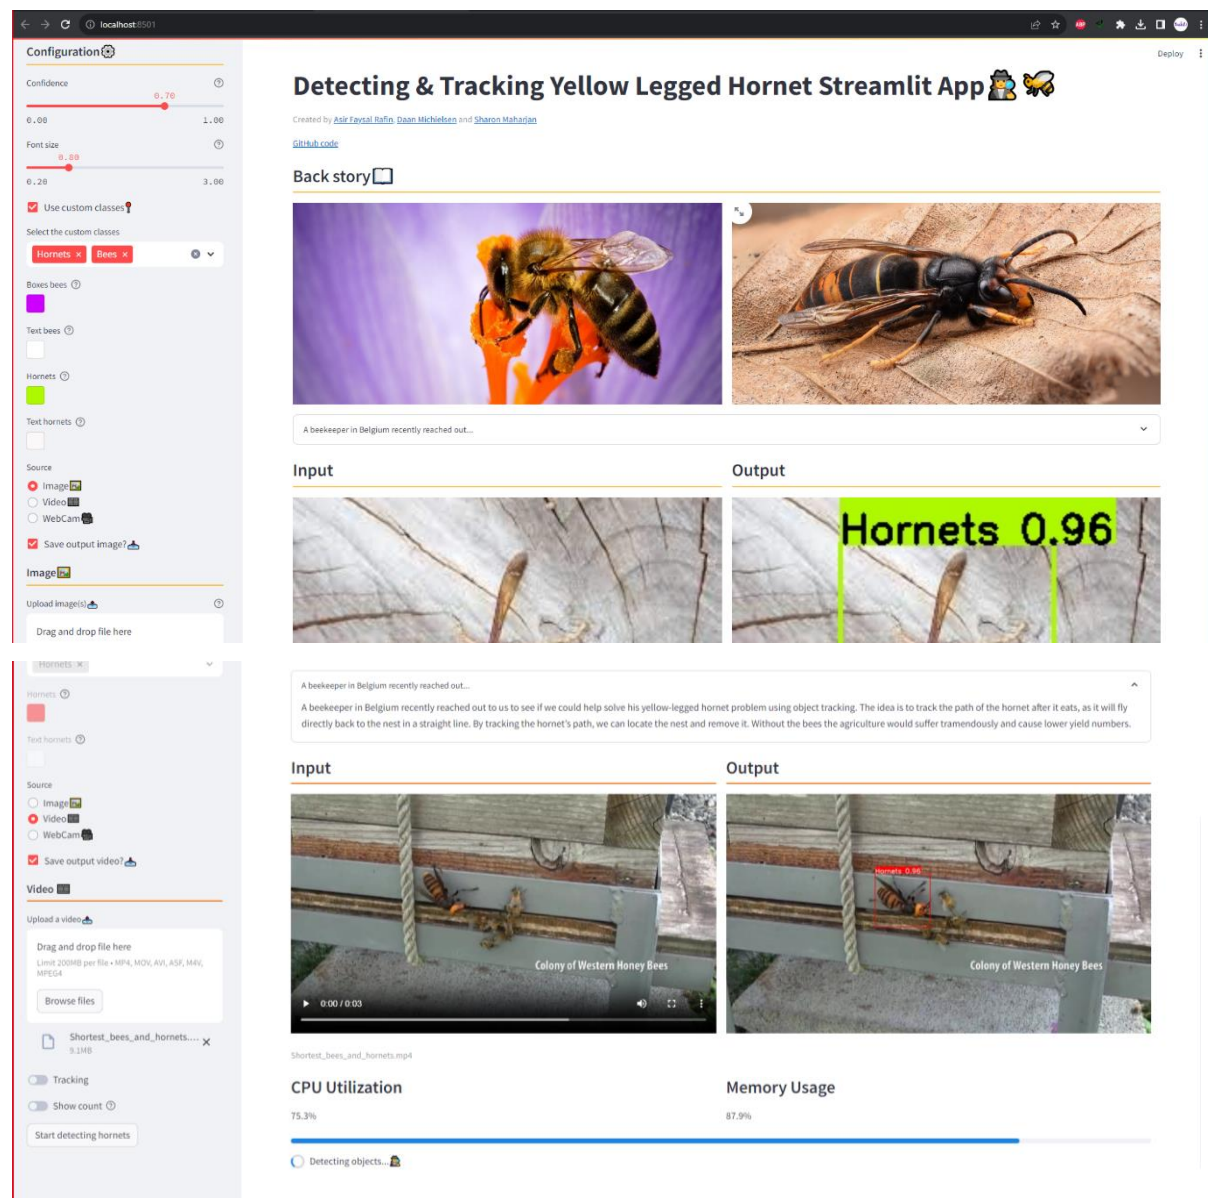 localhost:8501
Deploy
Configuration
Confidence
0.70
0.00 1.00
Font size
0.80
0.20 3.00
Use custom classes
Select the custom classes
Hornets × Bees ×
Boxes bees
Text bees
Hornets
Text hornets
Source
Image
Video
WebCam
Save output image?
Image
Upload image(s)
Drag and drop file here
Detecting & Tracking Yellow Legged Hornet Streamlit App
Created by Asir Faysal Rafin, Daan Michielsen and Sharon Maharjan
GitHub code
Back story
A beekeeper in Belgium recently reached out...
Input Output
Hornets 0.96
Hornets ×
Hornets
Text hornets
Source
Image
Video
WebCam
Save output video?
Video
Upload a video
Drag and drop file here
Limit 200MB per file • MP4, MOV, AVI, ASF, M4V,
MPEG4
Browse files
Shortest_bees_and_hornets....
9.1MB
Tracking
Show count
Start detecting hornets
A beekeeper in Belgium recently reached out...
A beekeeper in Belgium recently reached out to us to see if we could help solve his yellow-legged hornet problem using object tracking. The idea is to track the path of the hornet after it eats, as it will fly
directly back to the nest in a straight line. By tracking the hornet's path, we can locate the nest and remove it. Without the bees the agriculture would suffer tramendously and cause lower yield numbers.
Input Output
Colony of Western Honey Bees
0:00 / 0:03
Hornets 0.95
Colony of Western Honey Bees
Shortest_bees_and_hornets.mp4
CPU Utilization Memory Usage
75.3% 87.9%
Detecting objects...